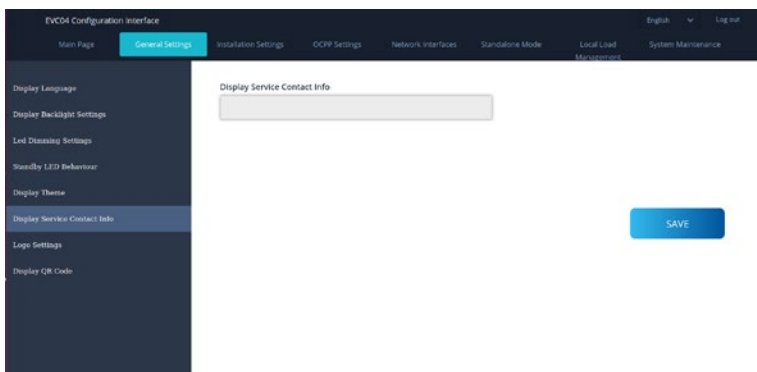 EVC04 Configuration Interface
English
Log out
Main Page
General Settings
Installation Settings
OCPP Settings
Network Interfaces
Standalone Mode
Local Load
Management
System Maintenance
Display Language
Display Backlight Settings
Led Dimming Settings
Standby LED Behaviour
Display Theme
Display Service Contact Info
Logo Settings
Display QR Code
Display Service Contact Info
SAVE